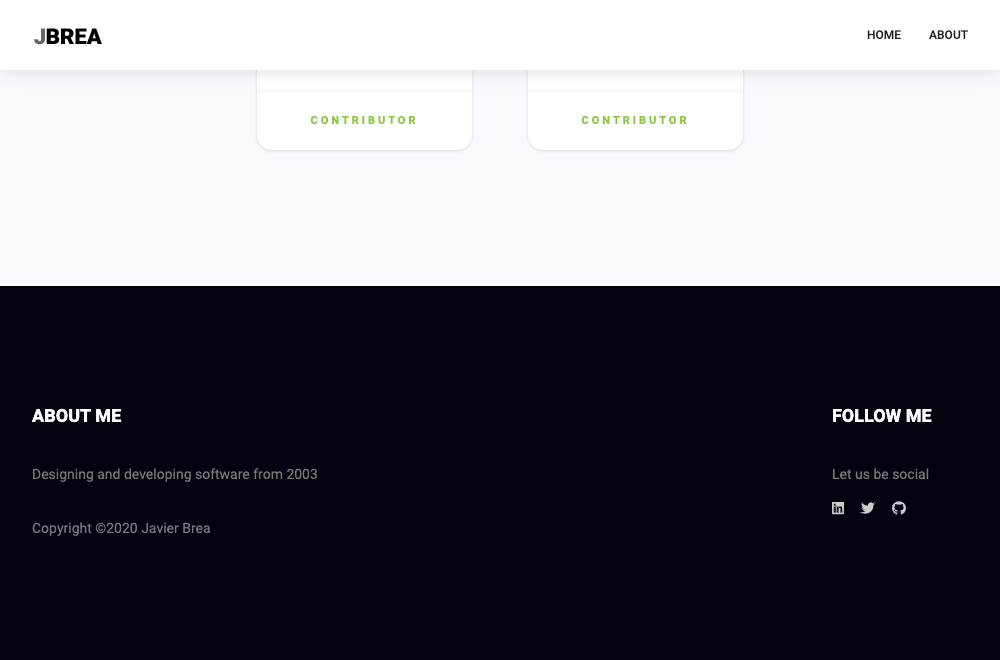 JBREA
HOME ABOUT
CONTRIBUTOR CONTRIBUTOR
ABOUT ME
Designing and developing software from 2003
Copyright ©2020 Javier Brea
FOLLOW ME
Let us be social